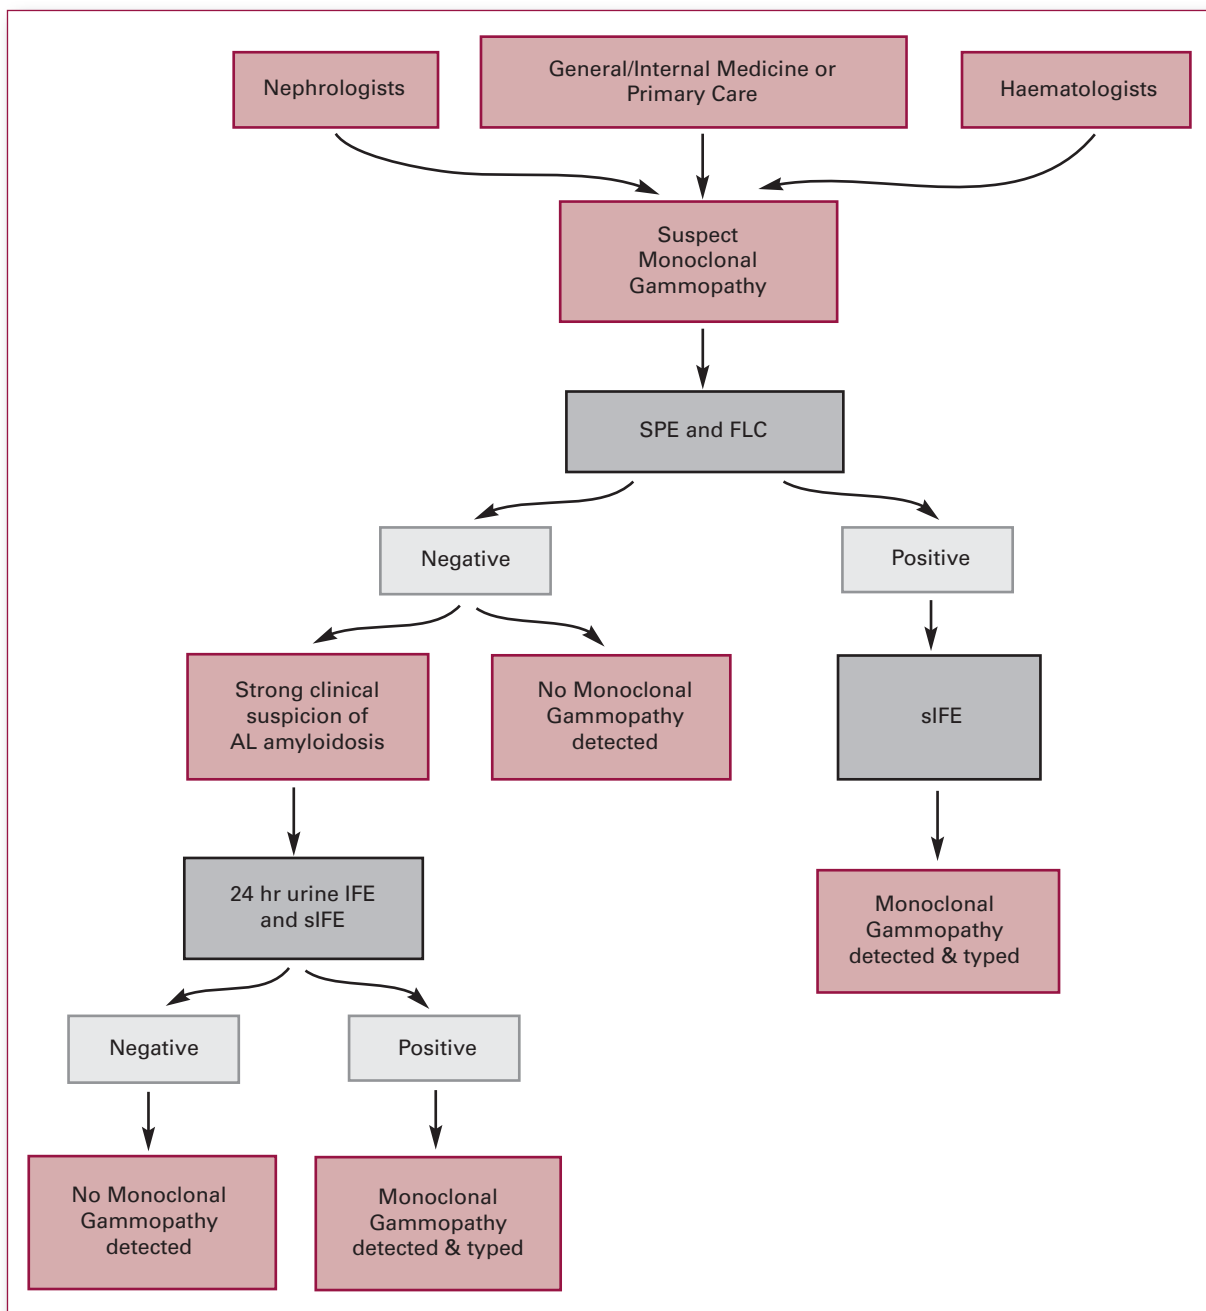 Nephrologists
General/Internal Medicine or
Primary Care
Haematologists
Suspect
Monoclonal
Gammopathy
SPE and FLC
Negative
Positive
Strong clinical
suspicion of
AL amyloidosis
No Monoclonal
Gammopathy
detected
sIFE
24 hr urine IFE
and sIFE
Monoclonal
Gammopathy
detected & typed
Negative
Positive
No Monoclonal
Gammopathy
detected
Monoclonal
Gammopathy
detected & typed